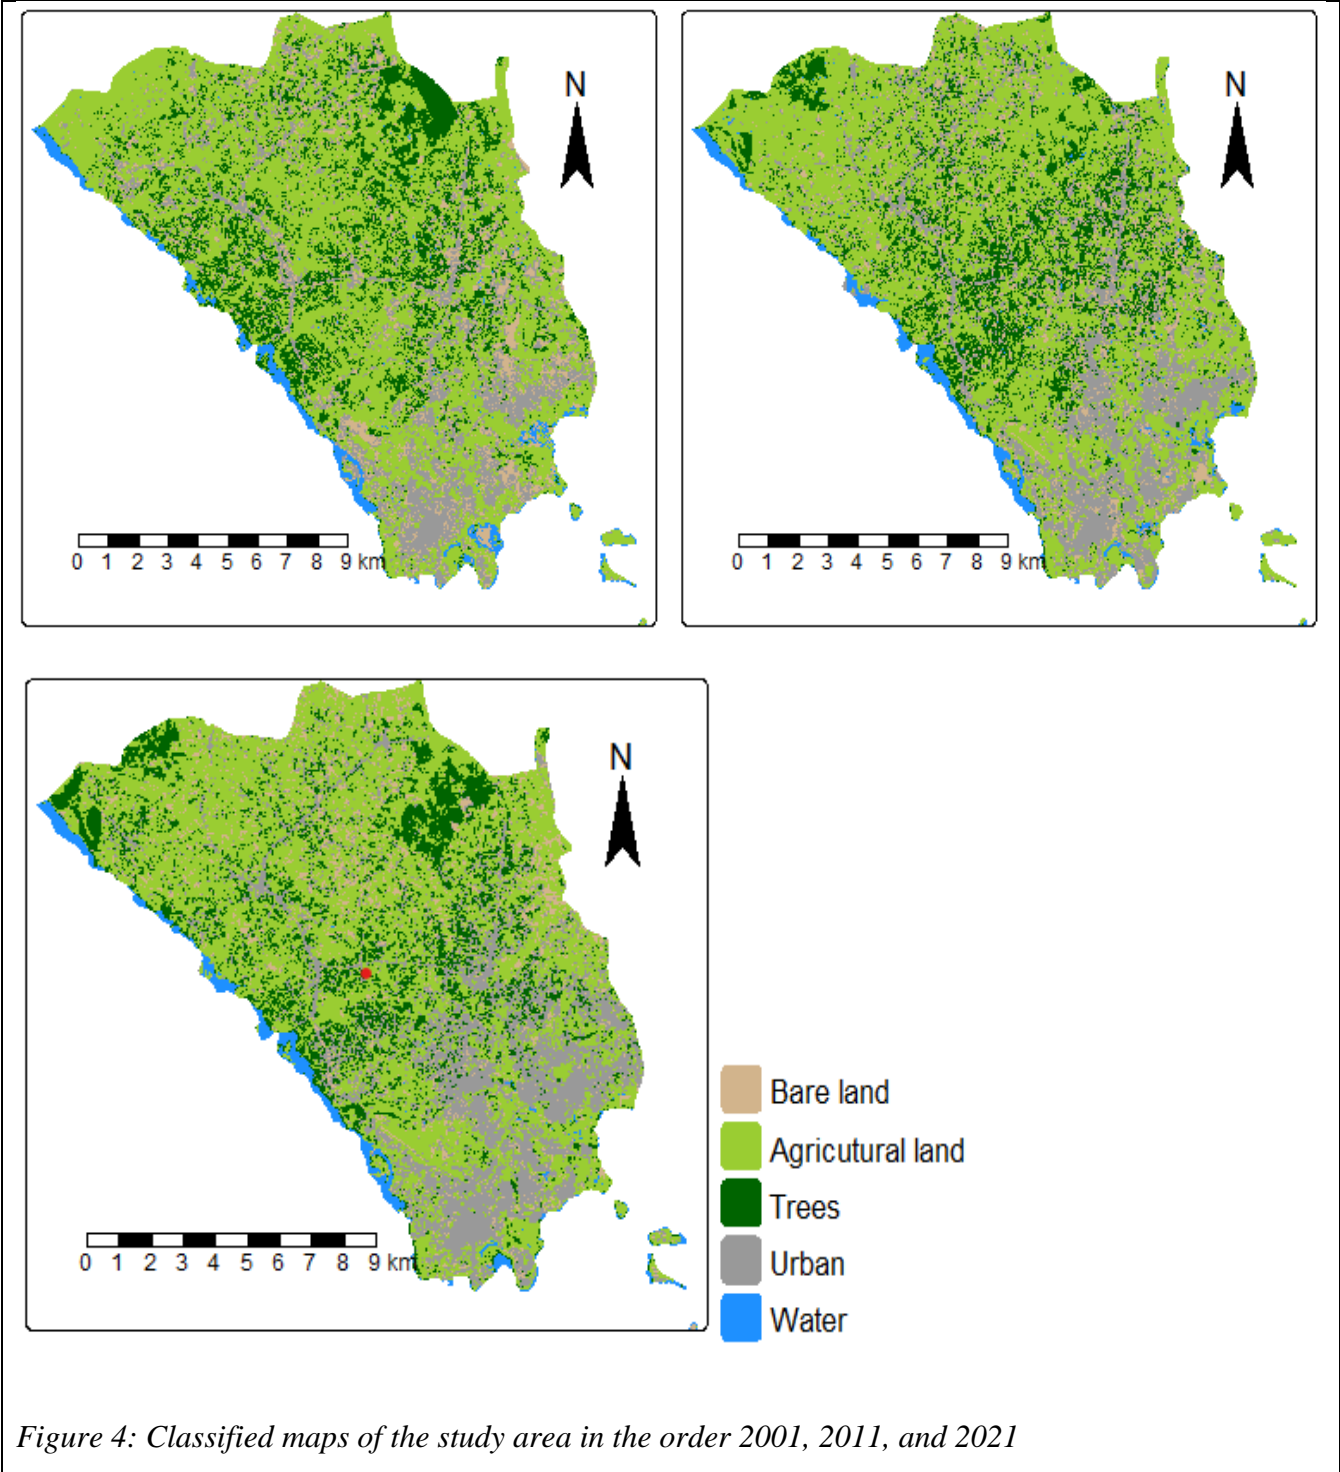 N
0 1 2 3 4 5 6 7 8 9 km
N
0 1 2 3 4 5 6 7 8 9 km
N
0 1 2 3 4 5 6 7 8 9 km
Bare land
Agricutural land
Trees
Urban
Water
Figure 4: Classified maps of the study area in the order 2001, 2011, and 2021